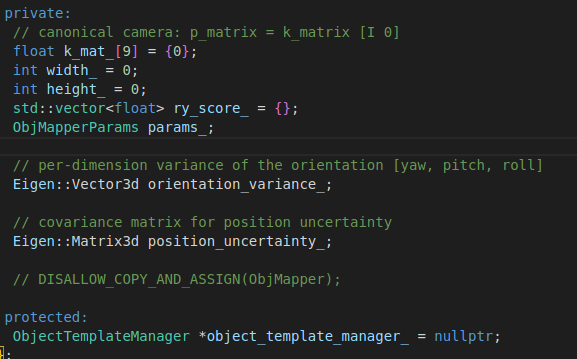 private:
// canonical camera: p_matrix = k_matrix [I 0]
float k_mat_[9] = {0};
int width_ = 0;
int height_ = 0;
std::vector<float> ry_score_ = {};
ObjMapperParams params_;
// per-dimension variance of the orientation [yaw, pitch, roll]
Eigen::Vector3d orientation_variance_;
// covariance matrix for position uncertainty
Eigen::Matrix3d position_uncertainty_;
// DISALLOW_COPY_AND_ASSIGN(ObjMapper);
protected:
ObjectTemplateManager *object_template_manager_ = nullptr;
};